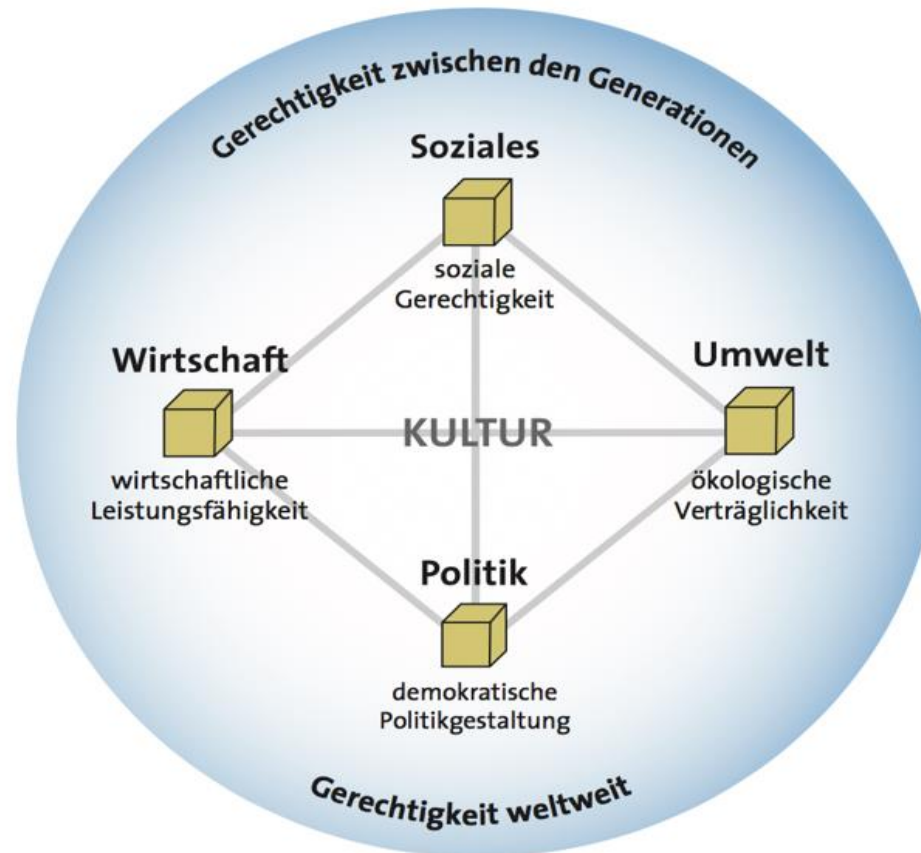 Gerechtigkeit zwischen den Generationen
Soziales
soziale
Gerechtigkeit
Wirtschaft
wirtschaftliche
Leistungsfähigkeit
KULTUR
Umwelt
ökologische
Verträglichkeit
Politik
demokratische
Politikgestaltung
Gerechtigkeit weltweit